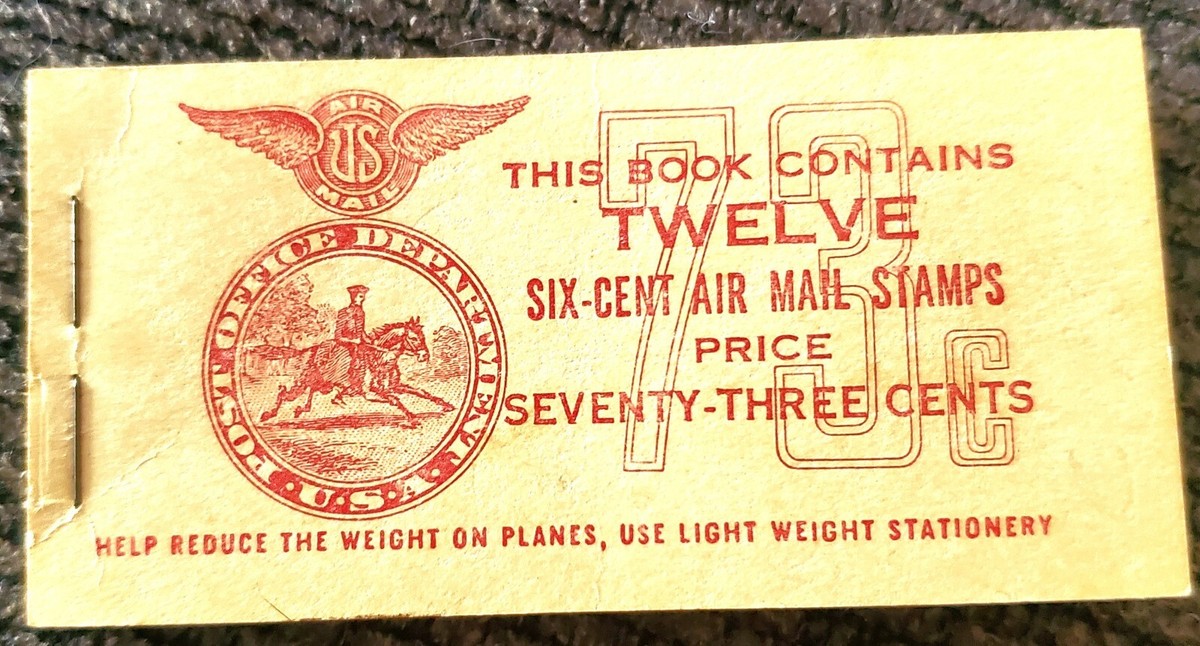 AIR
US
MAIL
POST OFFICE DEPARTMENT
·U·S·A·
73c
THIS BOOK CONTAINS
TWELVE
SIX-CENT AIR MAIL STAMPS
PRICE
SEVENTY-THREE CENTS
HELP REDUCE THE WEIGHT ON PLANES, USE LIGHT WEIGHT STATIONERY